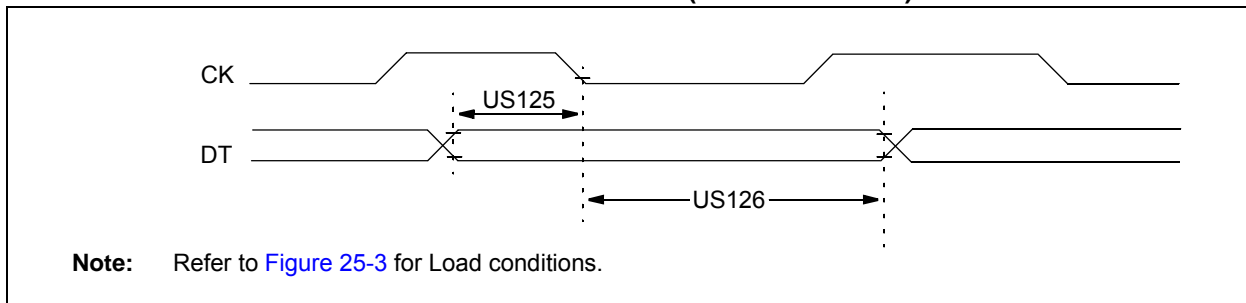 CK
US125
DT
US126
Note: Refer to Figure 25-3 for Load conditions.